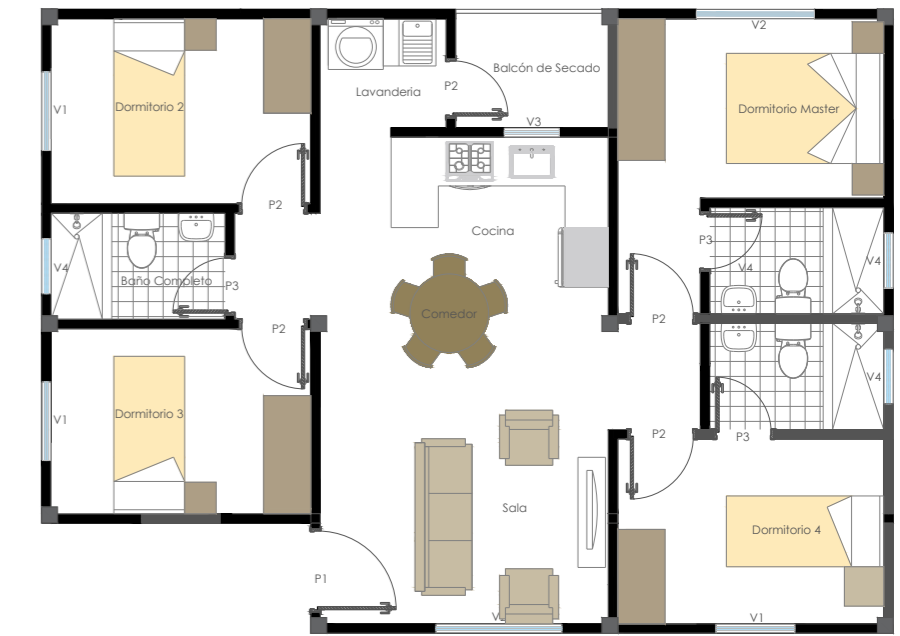 V2
Balcón de Secado
P2
Lavanderia
V1
Dormitorio 2
Dormitorio Master
V3
P2
Cocina
P3
V4
V4
V4
Baño Completo
P3
Comedor
P2
P2
V4
V1
Dormitorio 3
P2
P3
Sala
Dormitorio 4
P1
V1